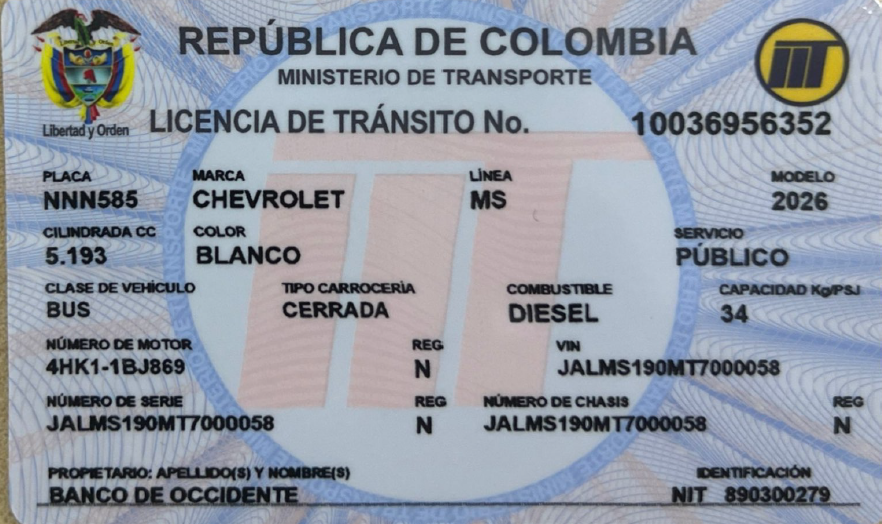 REPÚBLICA DE COLOMBIA
MINISTERIO DE TRANSPORTE
Libertad y Orden
LICENCIA DE TRÁNSITO No. 10036956352
PLACA MARCA LÍNEA MODELO
NNN585 CHEVROLET MS 2026
CILINDRADA CC COLOR SERVICIO
5.193 BLANCO PÚBLICO
CLASE DE VEHÍCULO TIPO CARROCERÍA COMBUSTIBLE CAPACIDAD Kg/PSJ
BUS CERRADA DIESEL 34
NÚMERO DE MOTOR REG VIN
4HK1-1BJ869 N JALMS190MT7000058
NÚMERO DE SERIE REG NÚMERO DE CHASIS REG
JALMS190MT7000058 N JALMS190MT7000058 N
PROPIETARIO: APELLIDO(S) Y NOMBRE(S) IDENTIFICACIÓN
BANCO DE OCCIDENTE NIT 890300279